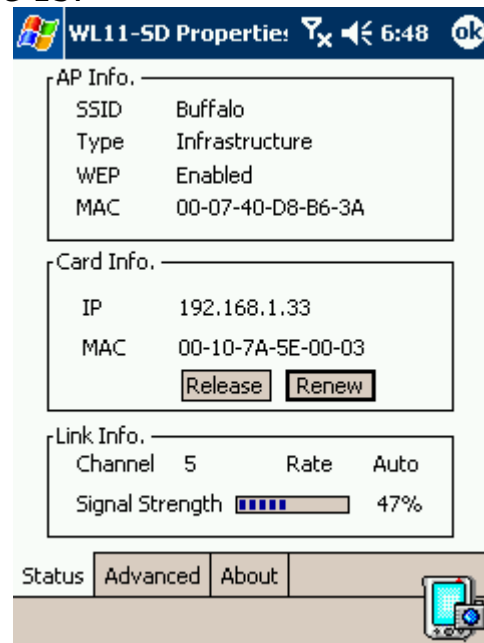 WL11-SD Properties 6:48 ok
AP Info.
SSID Buffalo
Type Infrastructure
WEP Enabled
MAC 00-07-40-D8-B6-3A
Card Info.
IP 192.168.1.33
MAC 00-10-7A-5E-00-03
Release Renew
Link Info.
Channel 5 Rate Auto
Signal Strength 47%
Status Advanced About